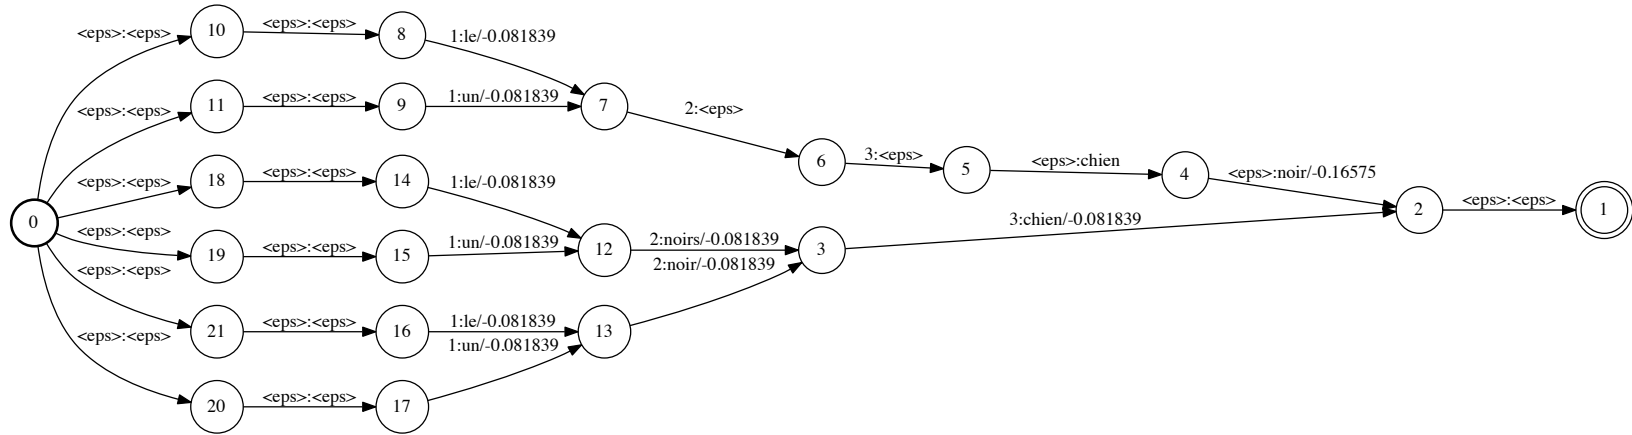 <eps>:<eps>
10
<eps>:<eps>
8
1:le/-0.081839
<eps>:<eps>
11
<eps>:<eps>
9
1:un/-0.081839
7
2:<eps>
6
3:<eps>
5
<eps>:chien
4
<eps>:noir/-0.16575
2
<eps>:<eps>
1
<eps>:<eps>
18
<eps>:<eps>
14
1:le/-0.081839
0
<eps>:<eps>
19
<eps>:<eps>
15
1:un/-0.081839
12
2:noirs/-0.081839
3
3:chien/-0.081839
2:noir/-0.081839
<eps>:<eps>
21
<eps>:<eps>
16
1:le/-0.081839
13
1:un/-0.081839
<eps>:<eps>
20
<eps>:<eps>
17